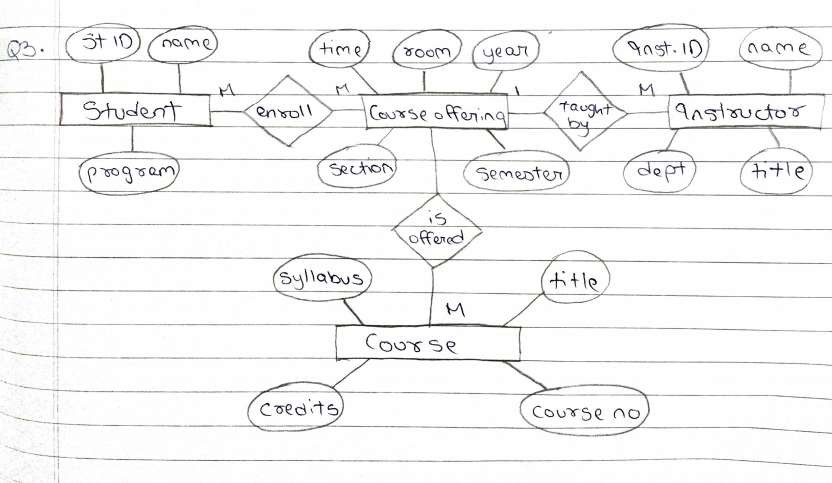 Q3.
St ID
name
time
room
year
Inst. ID
name
Student
M
enroll
M
Course offering
1
taught
by
M
Instructor
program
section
semester
dept
title
is
offered
syllabus
title
M
Course
credits
Course no